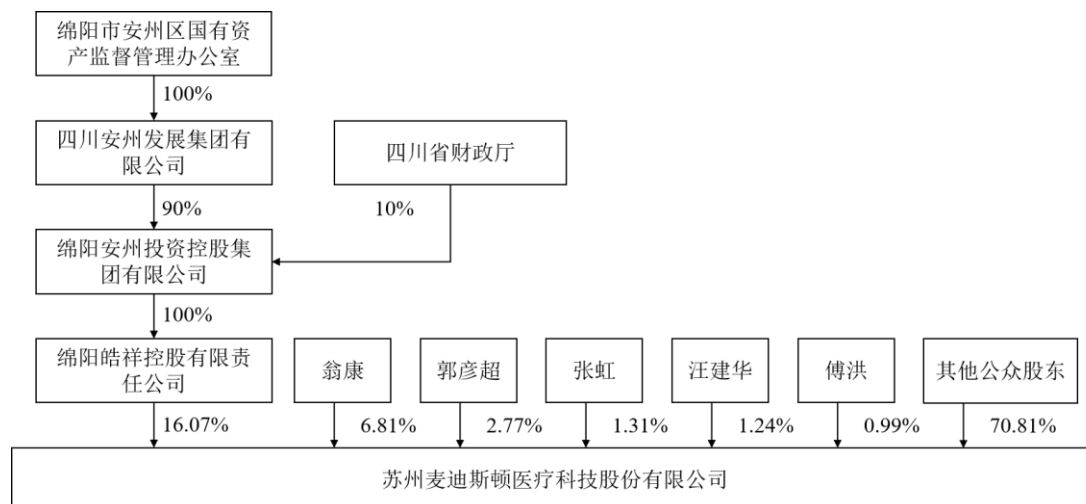 绵阳市安州区国有资
产监督管理办公室
100%
四川安州发展集团有
限公司
四川省财政厅
90%
10%
绵阳安州投资控股集
团有限公司
100%
绵阳皓祥控股有限责
任公司
翁康
郭彦超
张虹
汪建华
傅洪
其他公众股东
16.07%
6.81%
2.77%
1.31%
1.24%
0.99%
70.81%
苏州麦迪斯顿医疗科技股份有限公司